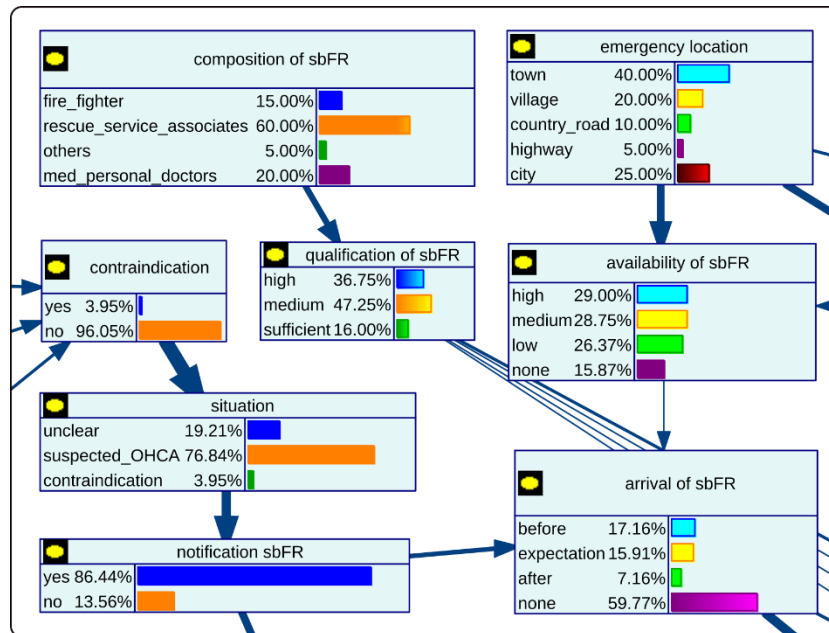 composition of sbFR
fire_fighter 15.00%
rescue_service_associates 60.00%
others 5.00%
med_personal_doctors 20.00%
emergency location
town 40.00%
village 20.00%
country_road 10.00%
highway 5.00%
city 25.00%
contraindication
yes 3.95%
no 96.05%
qualification of sbFR
high 36.75%
medium 47.25%
sufficient 16.00%
availability of sbFR
high 29.00%
medium 28.75%
low 26.37%
none 15.87%
situation
unclear 19.21%
suspected_OHCA 76.84%
contraindication 3.95%
arrival of sbFR
before 17.16%
expectation 15.91%
after 7.16%
none 59.77%
notification sbFR
yes 86.44%
no 13.56%